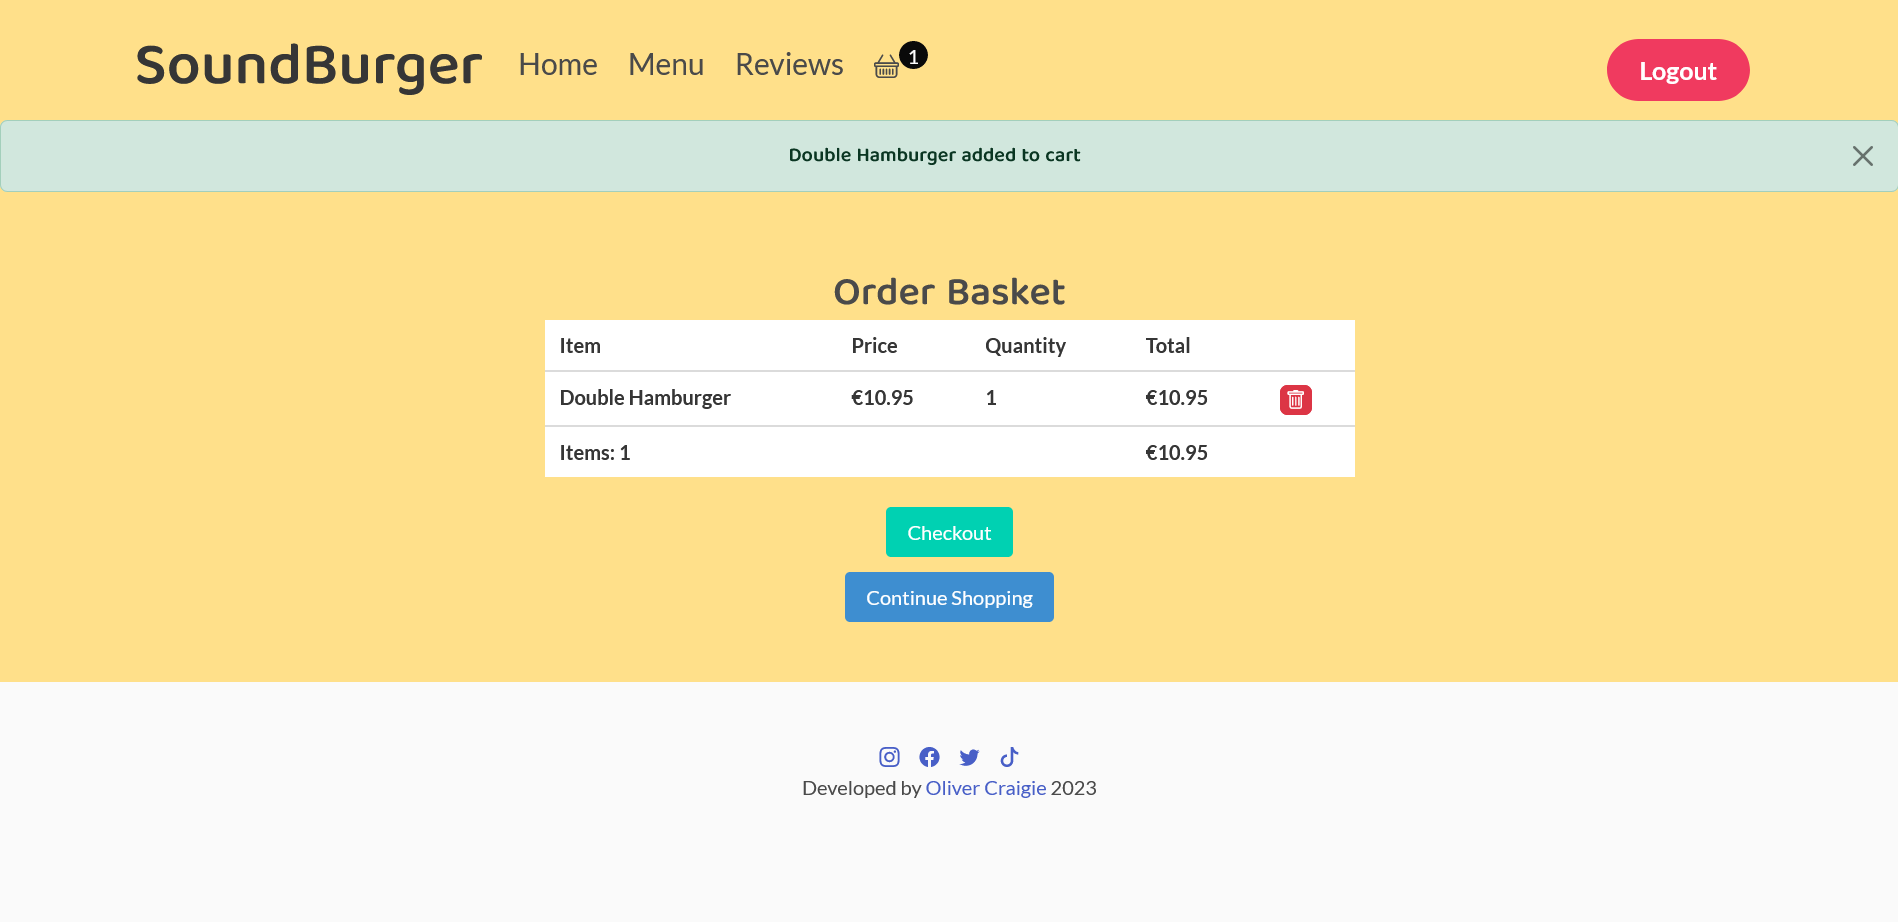 SoundBurger Home Menu Reviews 1 Logout
Double Hamburger added to cart
Order Basket
Item Price Quantity Total
Double Hamburger €10.95 1 €10.95
Items: 1 €10.95
Checkout
Continue Shopping
Developed by Oliver Craigie 2023